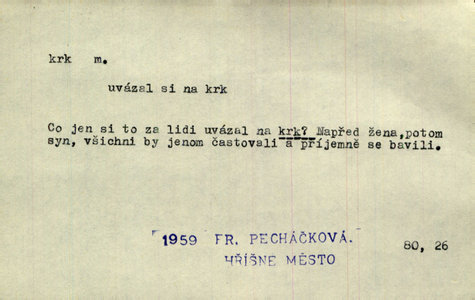 krk m.
uvázal si na krk
Co jen si to za lidi uvázal na krk? Napřed žena,potom
syn, všichni by jenom častovali a příjemně se bavili.
1959 FR. PECHÁČKOVÁ.
HŘÍŠNE MĚSTO
80, 26